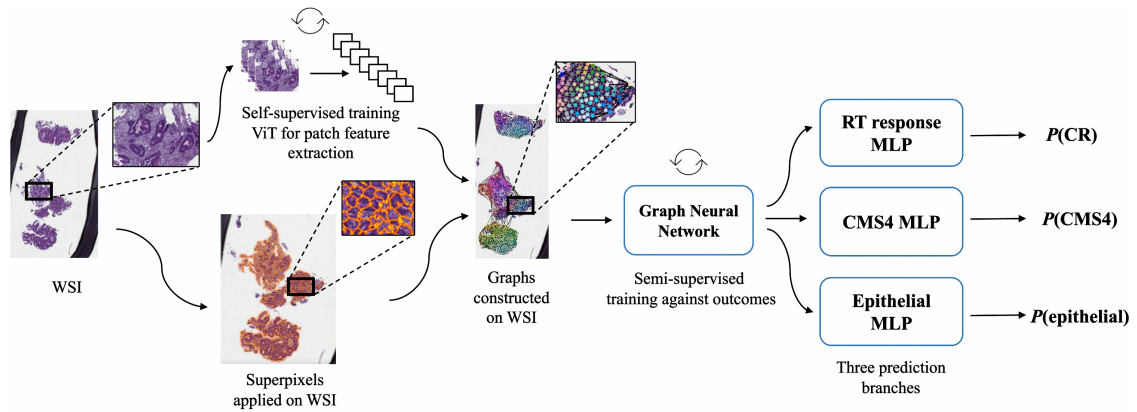 Self-supervised training
ViT for patch feature
extraction
WSI
Superpixels
applied on WSI
Graphs
constructed
on WSI
Graph Neural
Network
Semi-supervised
training against outcomes
RT response
MLP
P(CR)
CMS4 MLP
P(CMS4)
Epithelial
MLP
P(epithelial)
Three prediction
branches